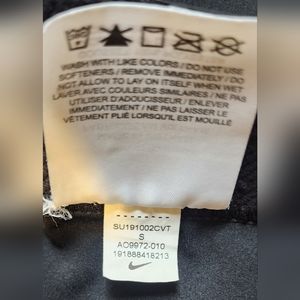 WASH WITH LIKE COLORS / DO NOT USE
SOFTENERS / REMOVE IMMEDIATELY / DO
NOT ALLOW TO LAY ON ITSELF WHEN WET
LAVER AVEC COULEURS SIMILAIRES / NE PAS
UTILISER D'ADOUCISSEUR / ENLEVER
IMMÉDIATEMENT / NE PAS LAISSER LE
VÊTEMENT PLIÉ LORSQU'IL EST MOUILLÉ
SU191002CVT
S
AO9972-010
191888418213